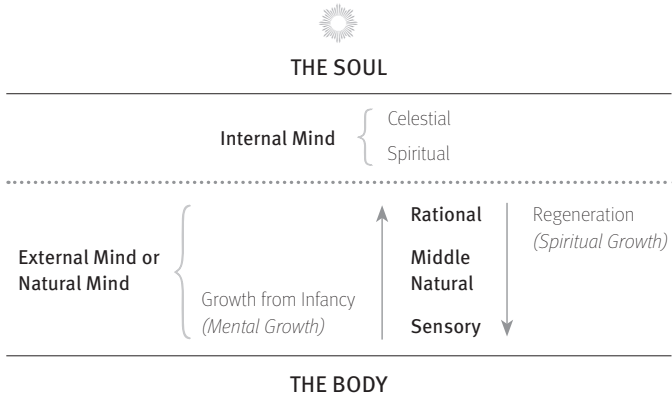 THE SOUL
Internal Mind
Celestial
Spiritual
External Mind or
Natural Mind
Growth from Infancy
(Mental Growth)
Rational
Middle
Natural
Sensory
Regeneration
(Spiritual Growth)
THE BODY